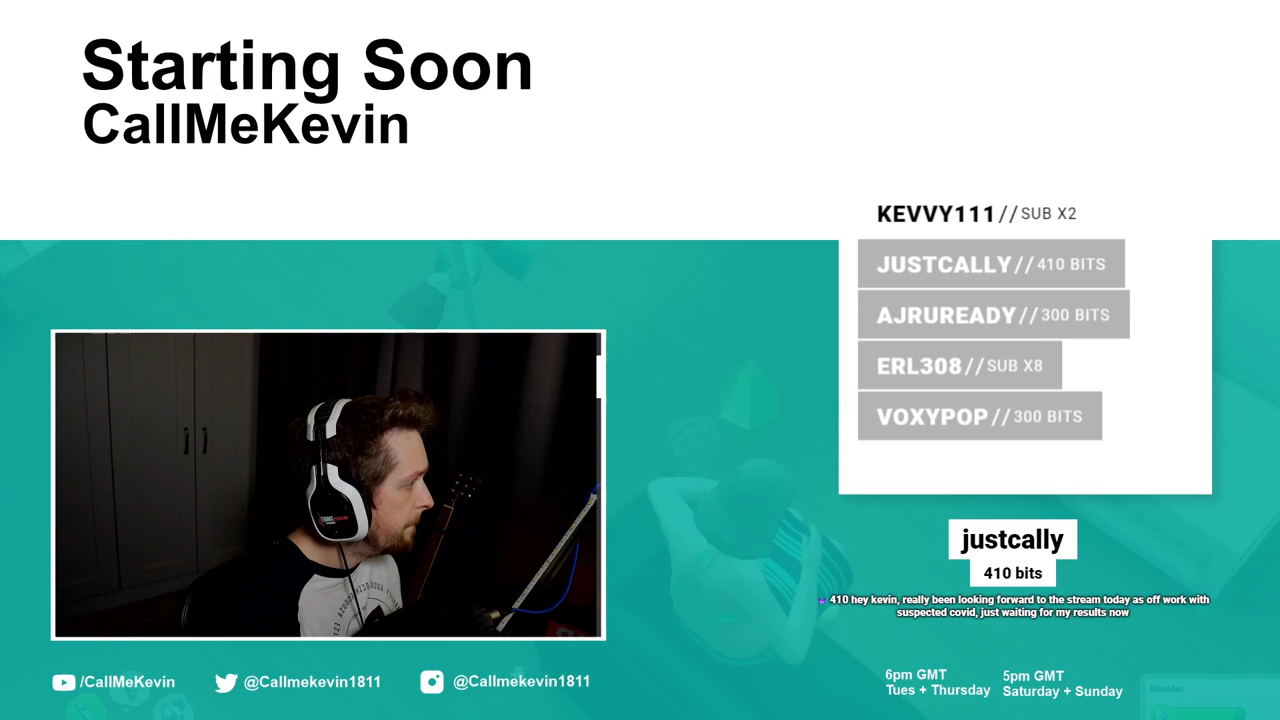 Starting Soon
CallMeKevin
KEVVY111 // SUB X2
JUSTCALLY // 410 BITS
AJRUREADY // 300 BITS
ERL308 // SUB X8
VOXYPOP // 300 BITS
justcally
410 bits
410 hey kevin, really been looking forward to the stream today as off work with
suspected covid, just waiting for my results now
/CallMeKevin
@Callmekevin1811
@Callmekevin1811
6pm GMT
Tues + Thursday
5pm GMT
Saturday + Sunday
Bladder